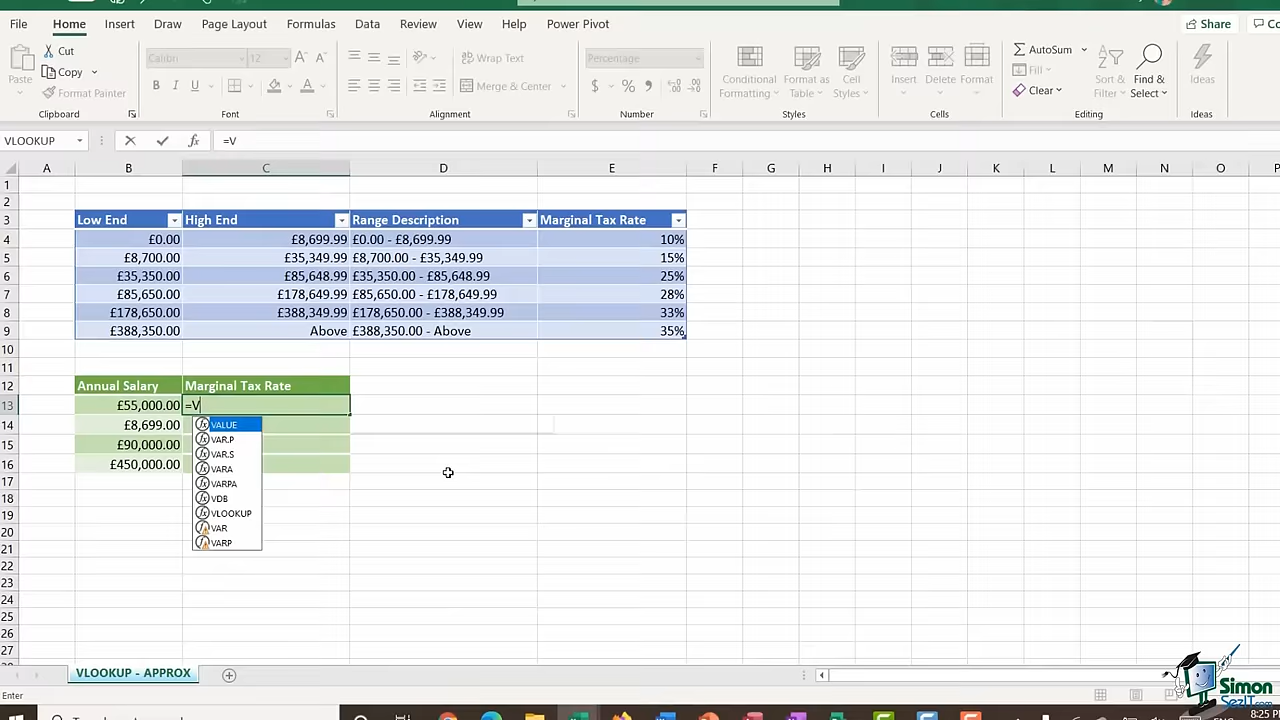 File Home Insert Draw Page Layout Formulas Data Review View Help Power Pivot Share
Paste Cut Copy Format Painter Clipboard
Calibri 12 B I U A A Font
Wrap Text Merge & Center Alignment
Percentage $ % Number
Conditional Formatting Format as Table Cell Styles Styles
Insert Delete Format Cells
AutoSum Fill Clear Sort & Filter Find & Select Editing
Ideas Ideas
VLOOKUP fx =V
A B C D E F G H I J K L M N O P
1
2
3 Low End High End Range Description Marginal Tax Rate
4 £0.00 £8,699.99 £0.00 - £8,699.99 10%
5 £8,700.00 £35,349.99 £8,700.00 - £35,349.99 15%
6 £35,350.00 £85,648.99 £35,350.00 - £85,648.99 25%
7 £85,650.00 £178,649.99 £85,650.00 - £178,649.99 28%
8 £178,650.00 £388,349.99 £178,650.00 - £388,349.99 33%
9 £388,350.00 Above £388,350.00 - Above 35%
10
11
12 Annual Salary Marginal Tax Rate
13 £55,000.00 =V
14 £8,699.00
15 £90,000.00
16 £450,000.00
17
18
19
20
21
22
23
24
25
26
27
VALUE
VAR.P
VAR.S
VARA
VARPA
VDB
VLOOKUP
VAR
VARP
VLOOKUP - APPROX
Enter
Simon
SezIT.com
8:25